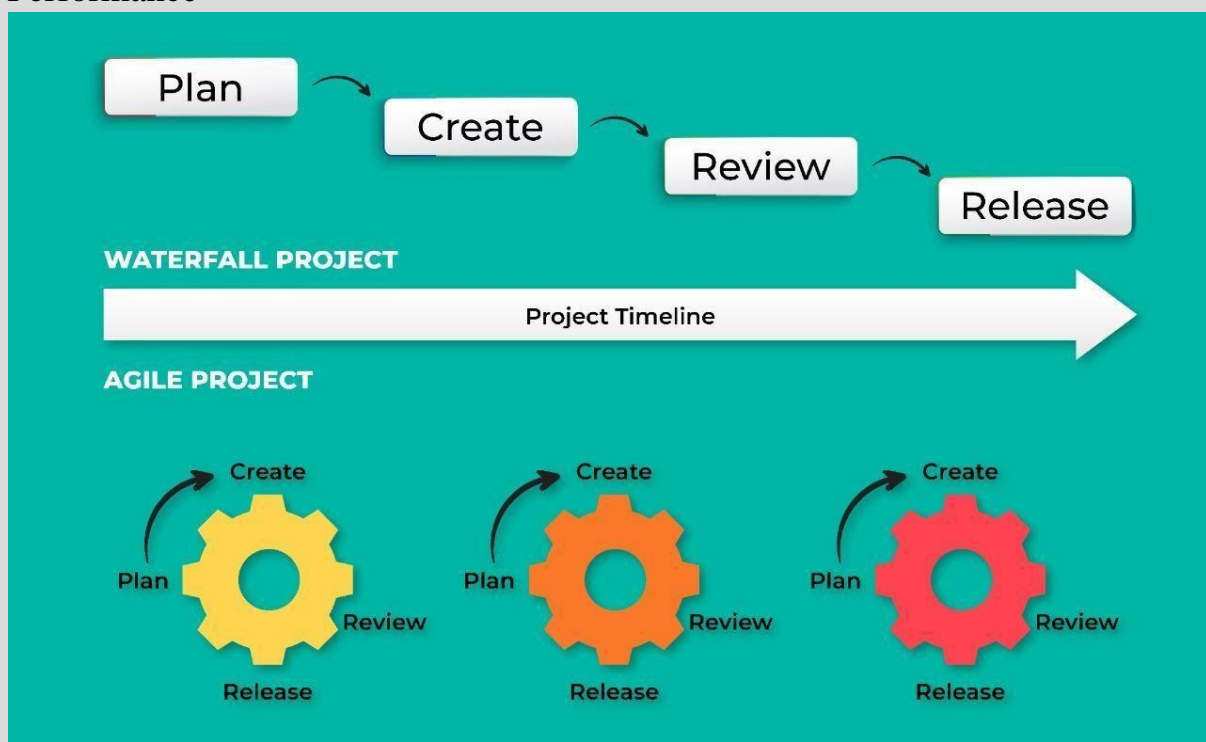 Performance
Plan
Create
Review
Release
WATERFALL PROJECT
Project Timeline
AGILE PROJECT
Create
Plan
Review
Release
Create
Plan
Review
Release
Create
Plan
Review
Release